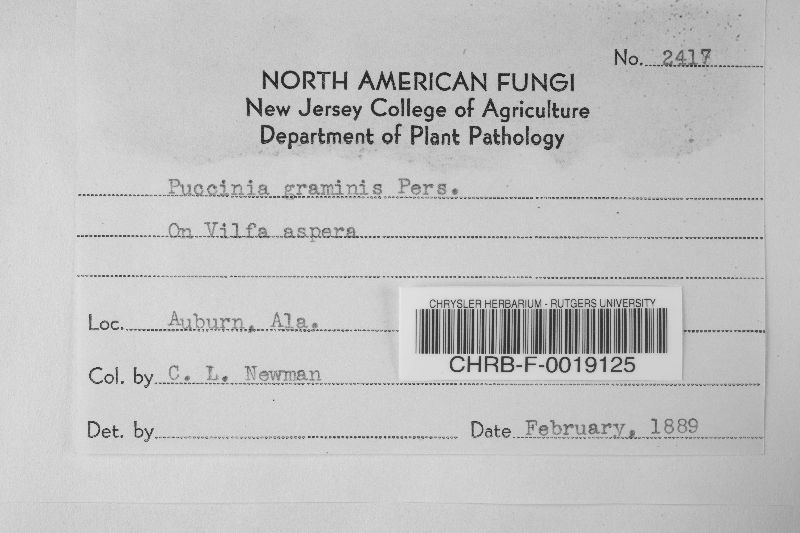 No. 2417
NORTH AMERICAN FUNGI
New Jersey College of Agriculture
Department of Plant Pathology
Puccinia graminis Pers.
On Vilfa aspera
Loc. Auburn, Ala.
CHRYSLER HERBARIUM - RUTGERS UNIVERSITY
CHRB-F-0019125
Col. by C. L. Newman
Det. by
Date February, 1889